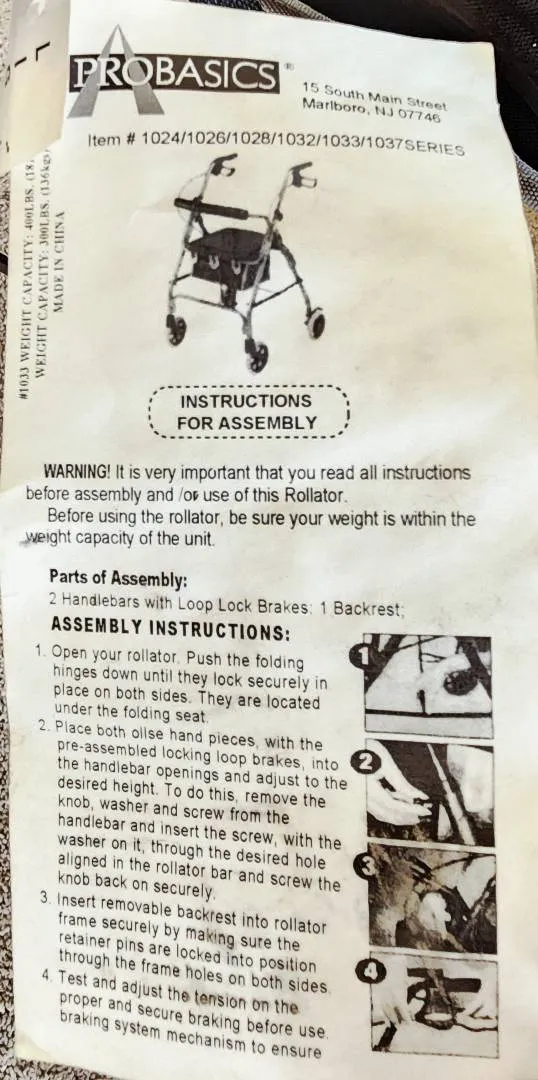 PROBASICS®
15 South Main Street
Marlboro, NJ 07746
Item # 1024/1026/1028/1032/1033/1037SERIES
#1033 WEIGHT CAPACITY: 400LBS. (18
WEIGHT CAPACITY: 300LBS. (136kgs)
MADE IN CHINA
INSTRUCTIONS
FOR ASSEMBLY
WARNING! It is very important that you read all instructions
before assembly and /or use of this Rollator.
Before using the rollator, be sure your weight is within the
weight capacity of the unit.
Parts of Assembly:
2 Handlebars with Loop Lock Brakes; 1 Backrest;
ASSEMBLY INSTRUCTIONS:
1. Open your rollator. Push the folding
hinges down until they lock securely in
place on both sides. They are located
under the folding seat.
2. Place both oilse hand pieces, with the
pre-assembled locking loop brakes, into
the handlebar openings and adjust to the
desired height. To do this, remove the
knob, washer and screw from the
handlebar and insert the screw, with the
washer on it, through the desired hole
aligned in the rollator bar and screw the
knob back on securely.
3. Insert removable backrest into rollator
frame securely by making sure the
retainer pins are locked into position
through the frame holes on both sides.
4. Test and adjust the tension on the
proper and secure braking before use.
braking system mechanism to ensure
1
2
3
4